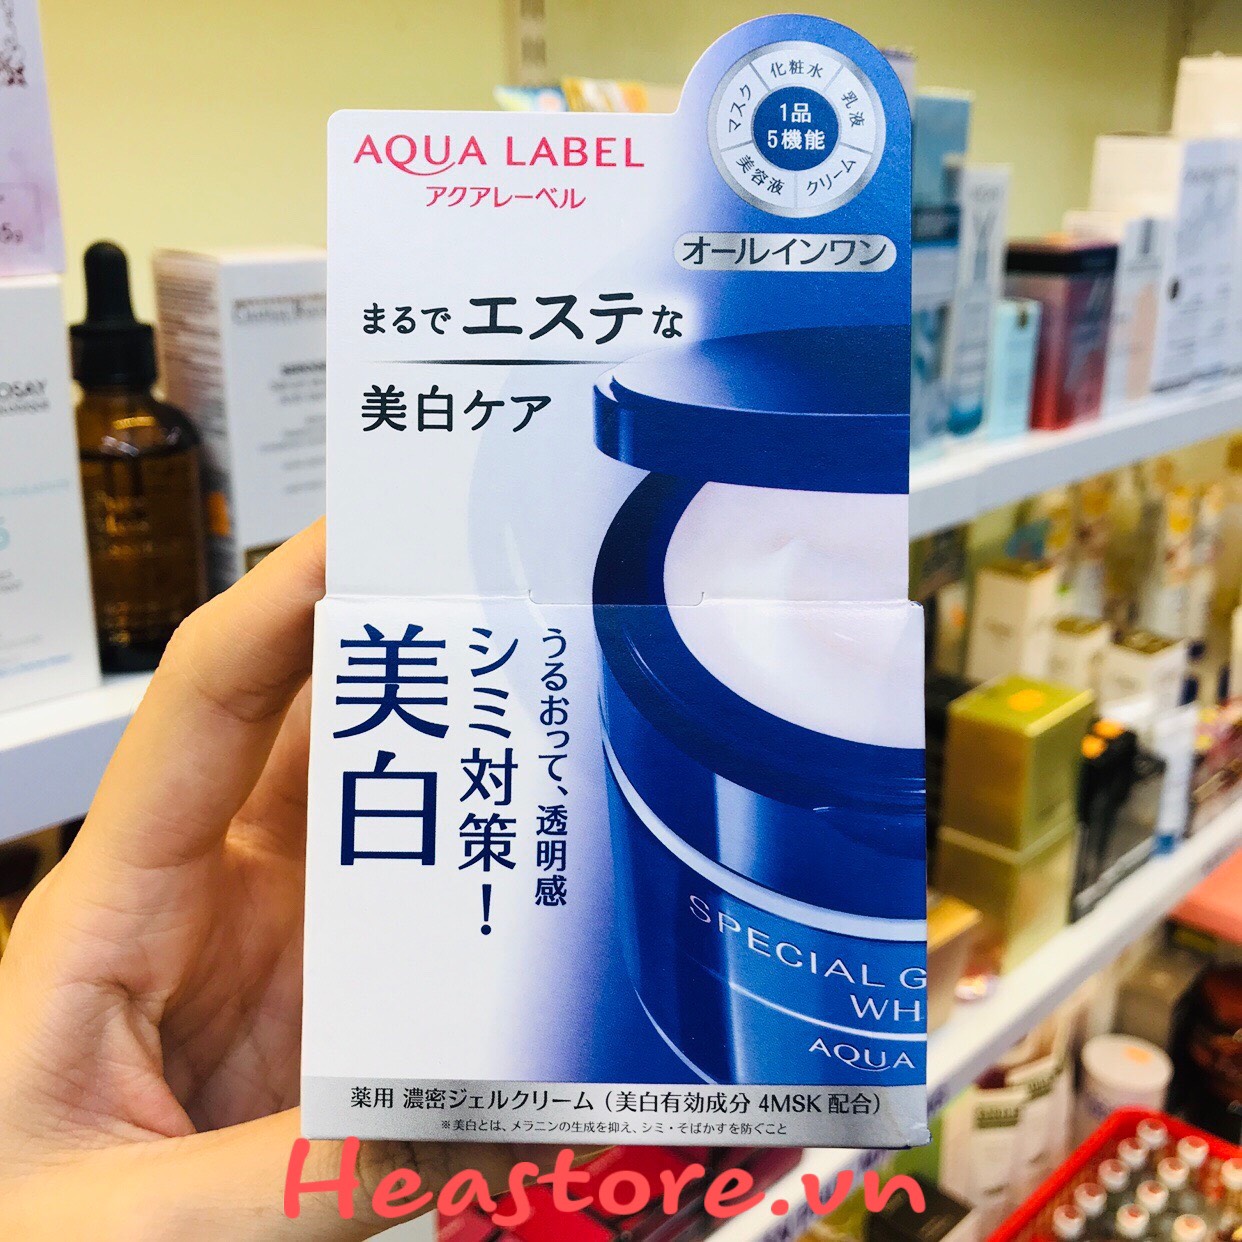 AQUA LABEL
アクアレーベル
1品
5機能
化粧水
乳液
クリーム
美容液
マスク
オールインワン
まるでエステな
美白ケア
うるおって、透明感
シミ対策！
美白
SPECIAL G
WH
AQUA
薬用 濃密ジェルクリーム（美白有効成分 4MSK 配合）
※美白とは、メラニンの生成を抑え、シミ・そばかすを防ぐこと
OSAY
Heastore.vn